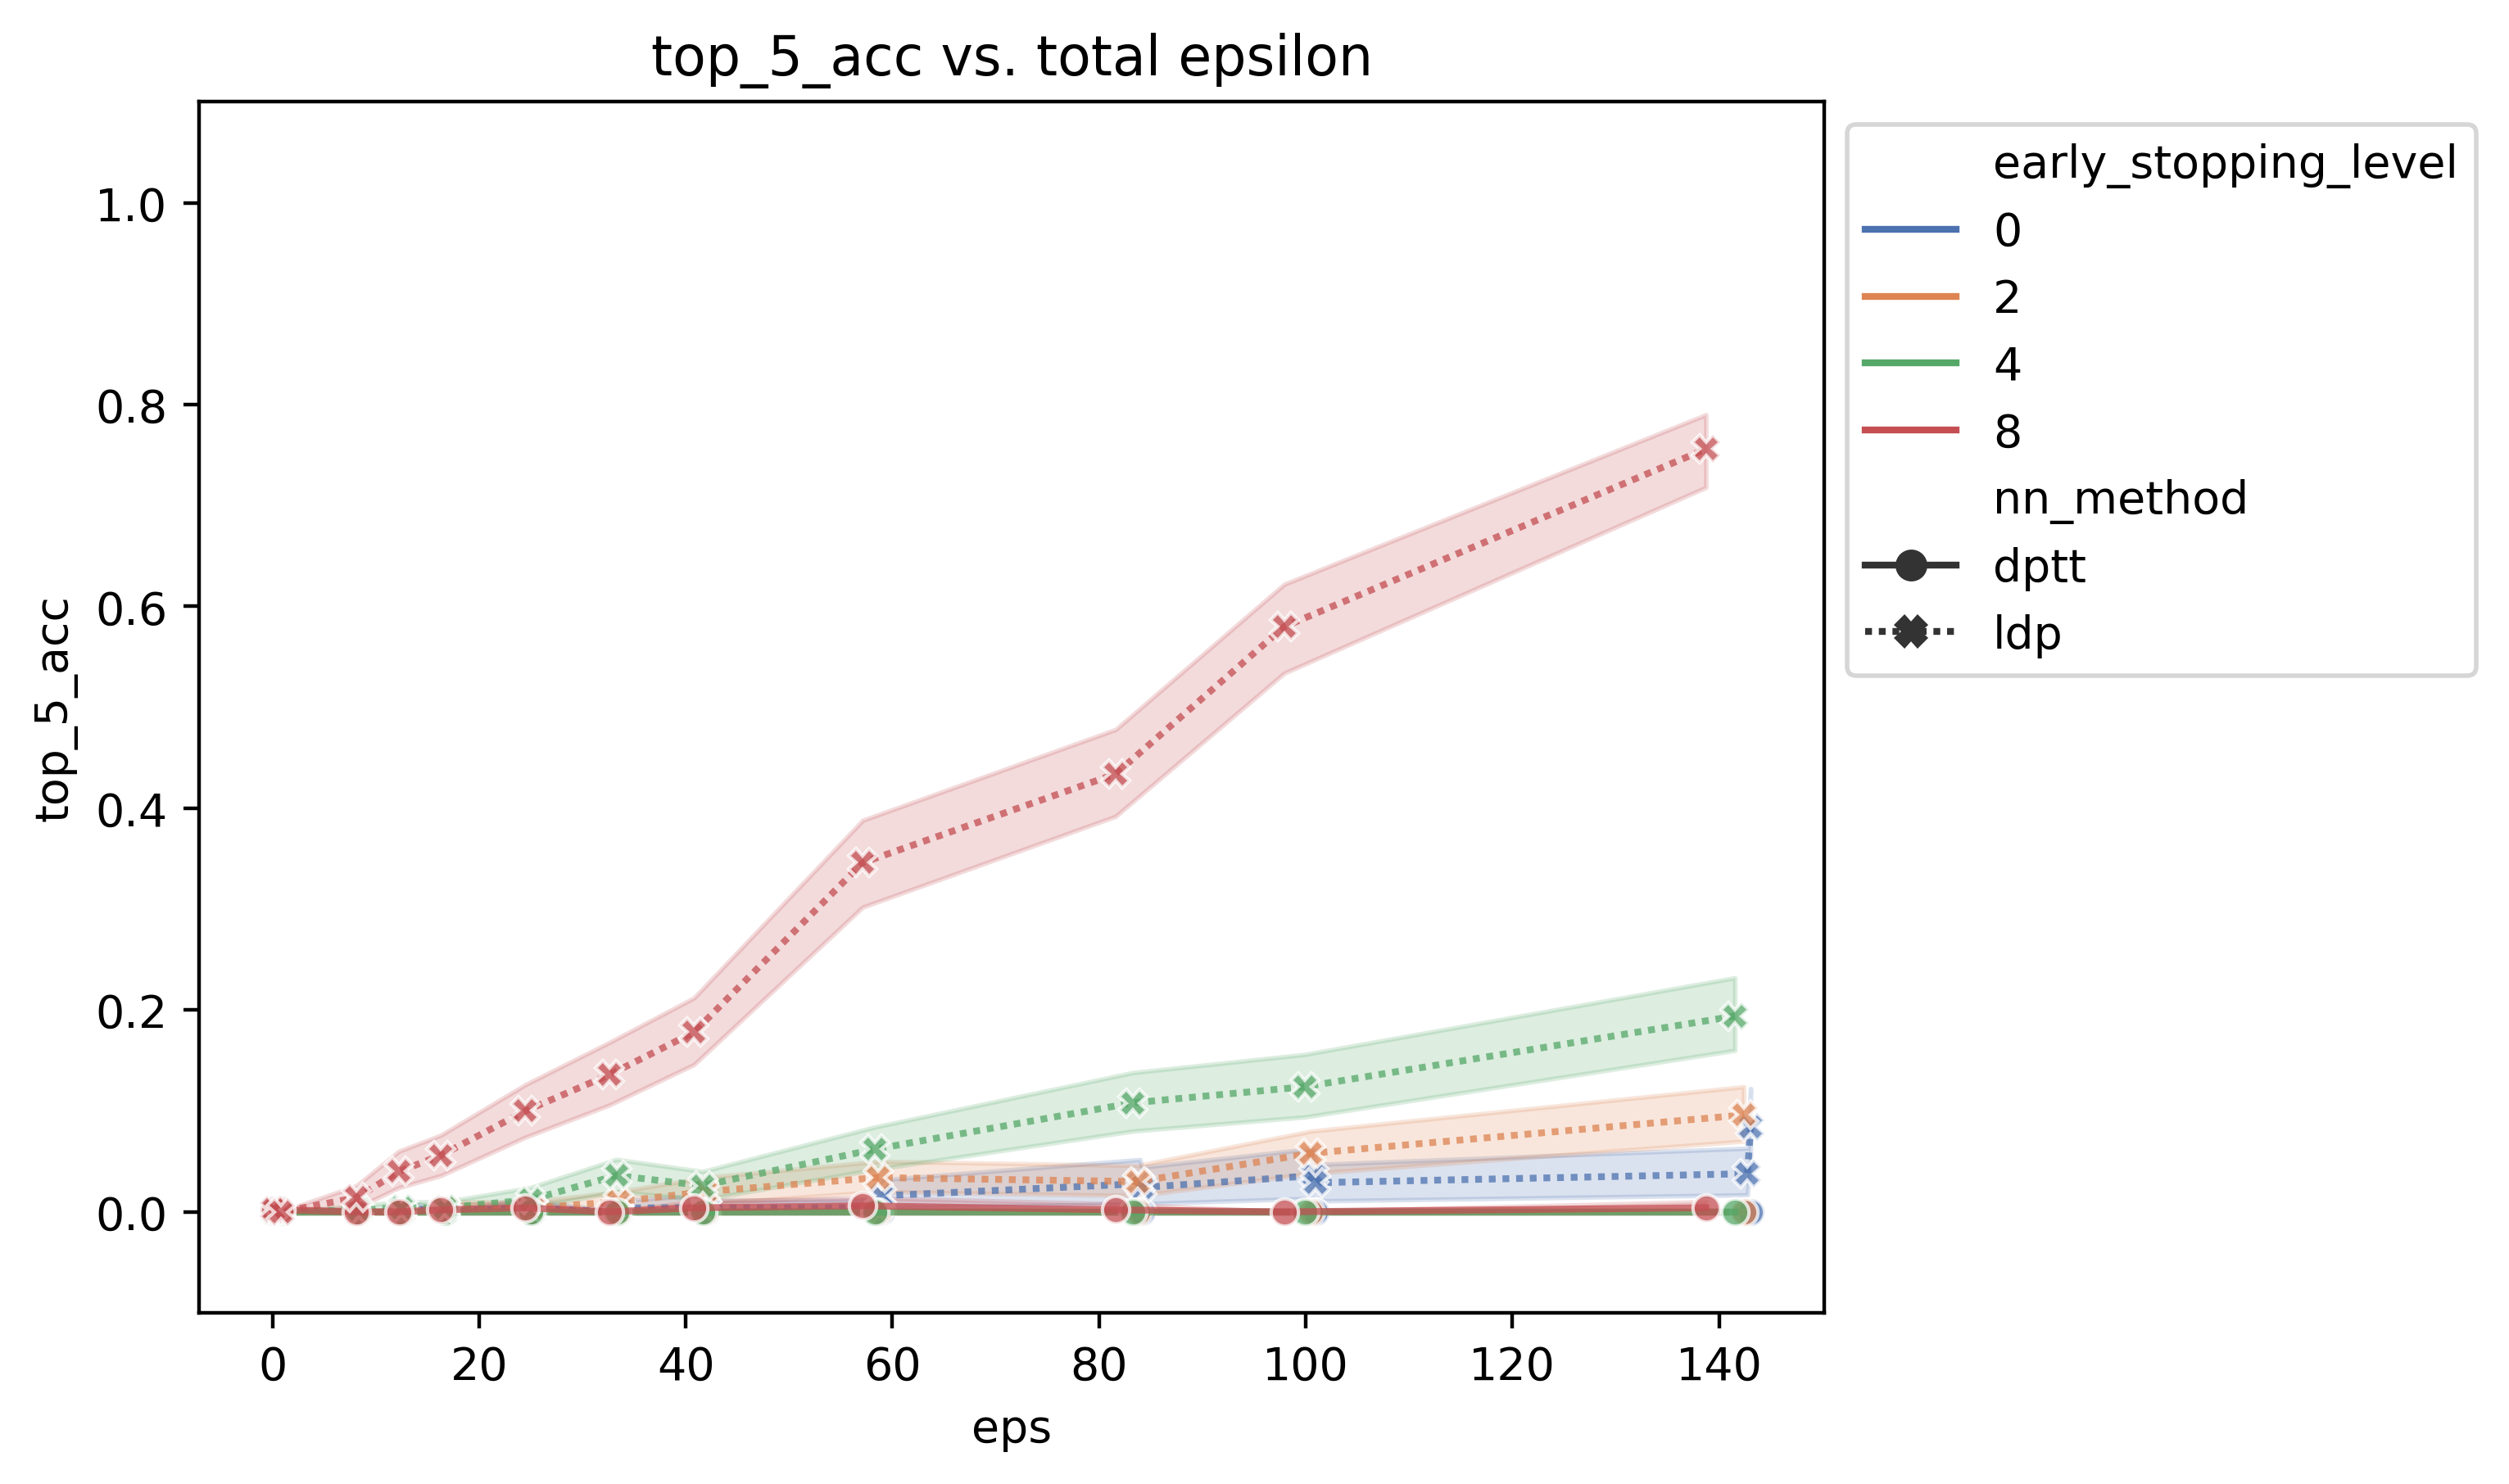 top_5_acc vs. total epsilon
top_5_acc
1.0
0.8
0.6
0.4
0.2
0.0
0 20 40 60 80 100 120 140
eps
early_stopping_level
0
2
4
8
nn_method
dptt
ldp